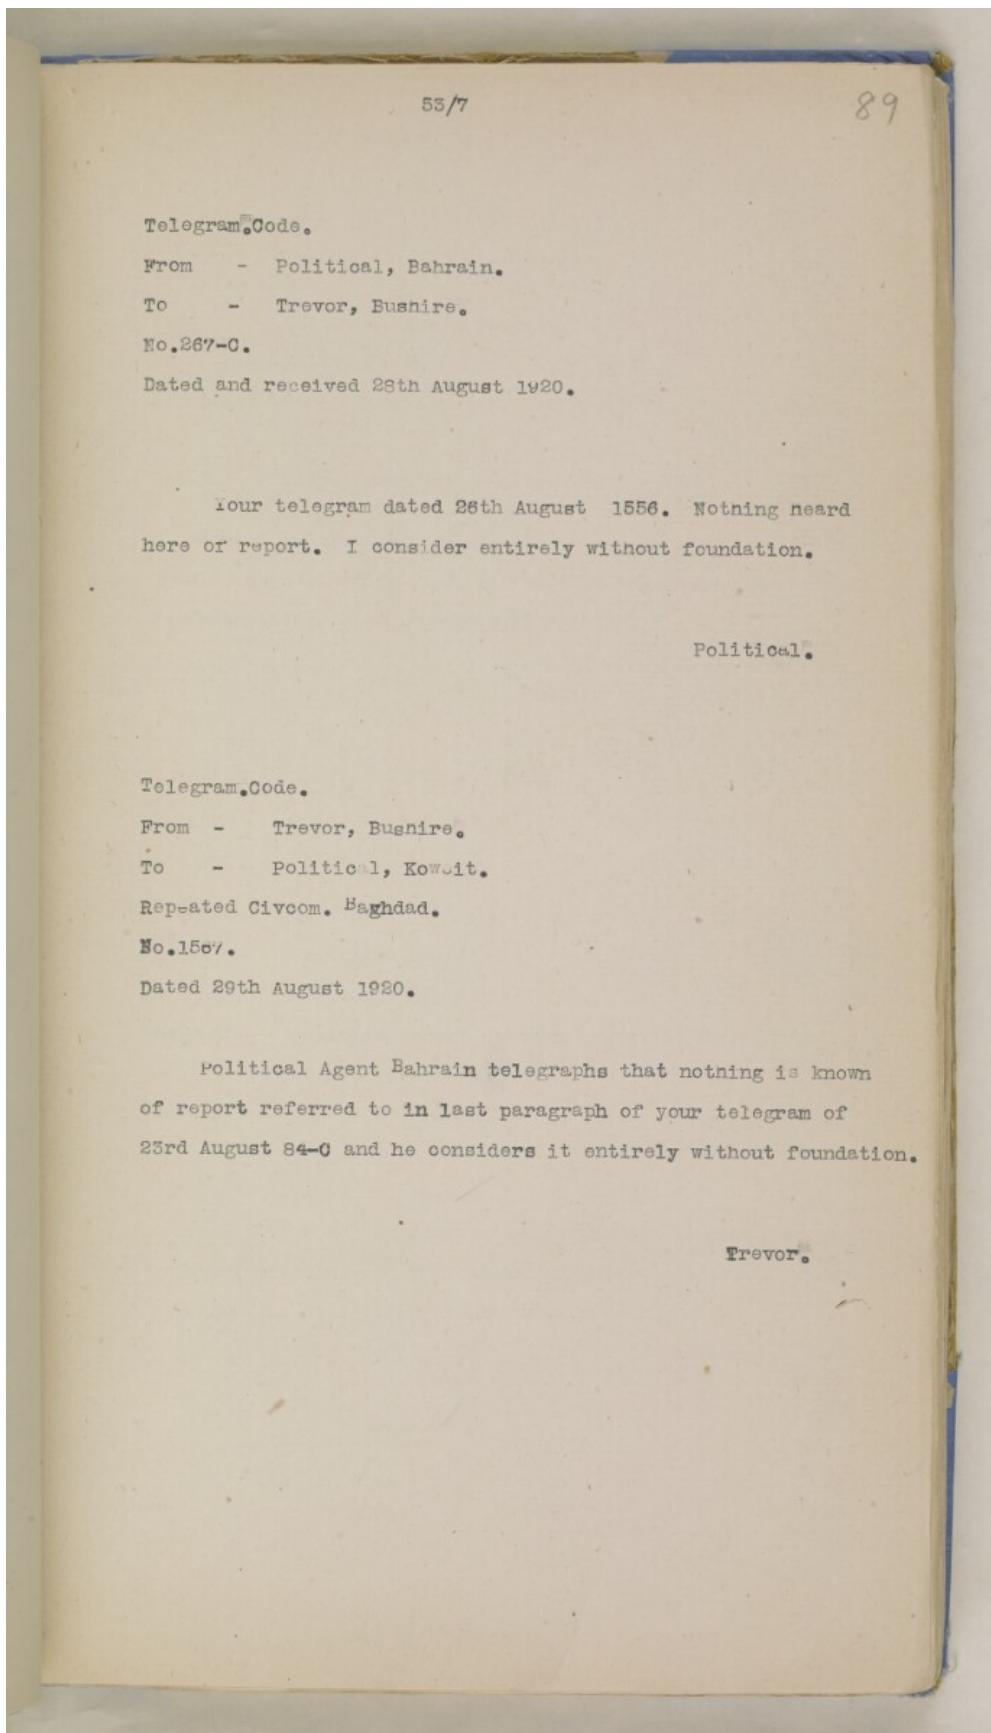 53/7
89
Telegram.Code.
From - Political, Bahrain.
To - Trevor, Bushire.
No.267-C.
Dated and received 28th August 1920.
Your telegram dated 26th August 1556. Nothing heard
here of report. I consider entirely without foundation.
Political.
Telegram.Code.
From - Trevor, Bushire.
To - Political, Koweit.
Repeated Civcom. Baghdad.
No.1567.
Dated 29th August 1920.
Political Agent Bahrain telegraphs that nothing is known
of report referred to in last paragraph of your telegram of
23rd August 84-C and he considers it entirely without foundation.
Trevor.